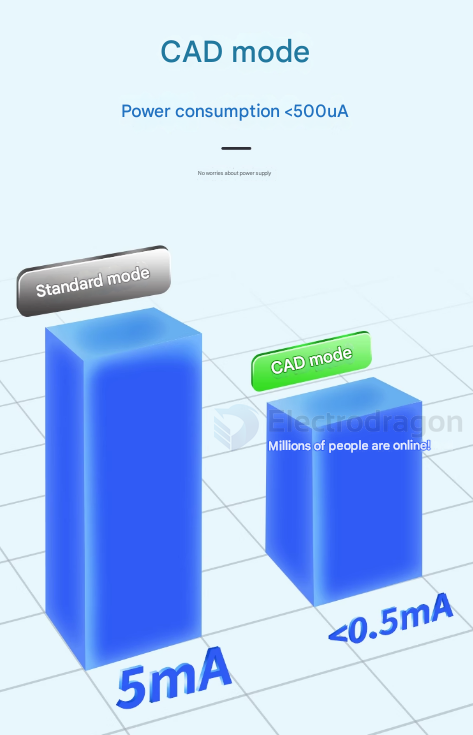 CAD mode
Power consumption <500uA
No worries about power supply
Standard mode
CAD mode
Electrodragon
Millions of people are online!
<0.5mA
5mA